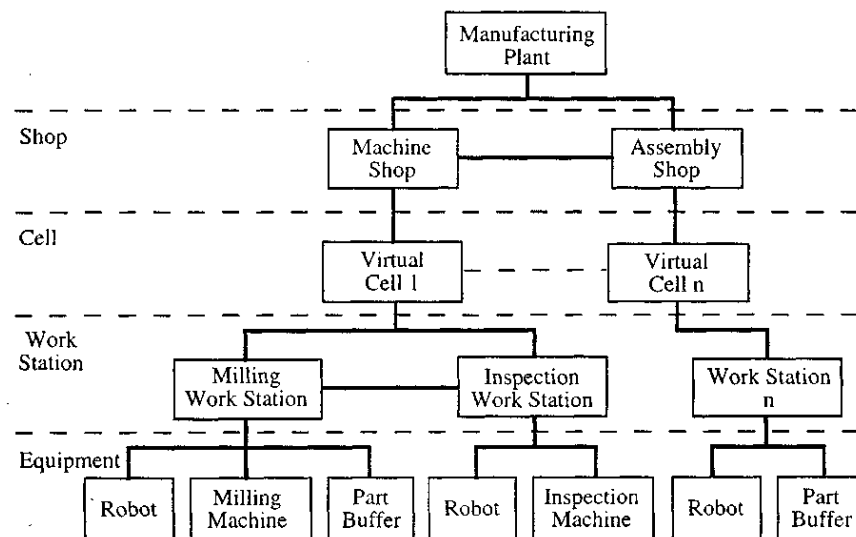 Manufacturing
Plant
Shop
Machine
Shop
Assembly
Shop
Cell
Virtual
Cell 1
Virtual
Cell n
Work
Station
Milling
Work Station
Inspection
Work Station
Work Station
n
Equipment
Robot
Milling
Machine
Part
Buffer
Robot
Inspection
Machine
Robot
Part
Buffer